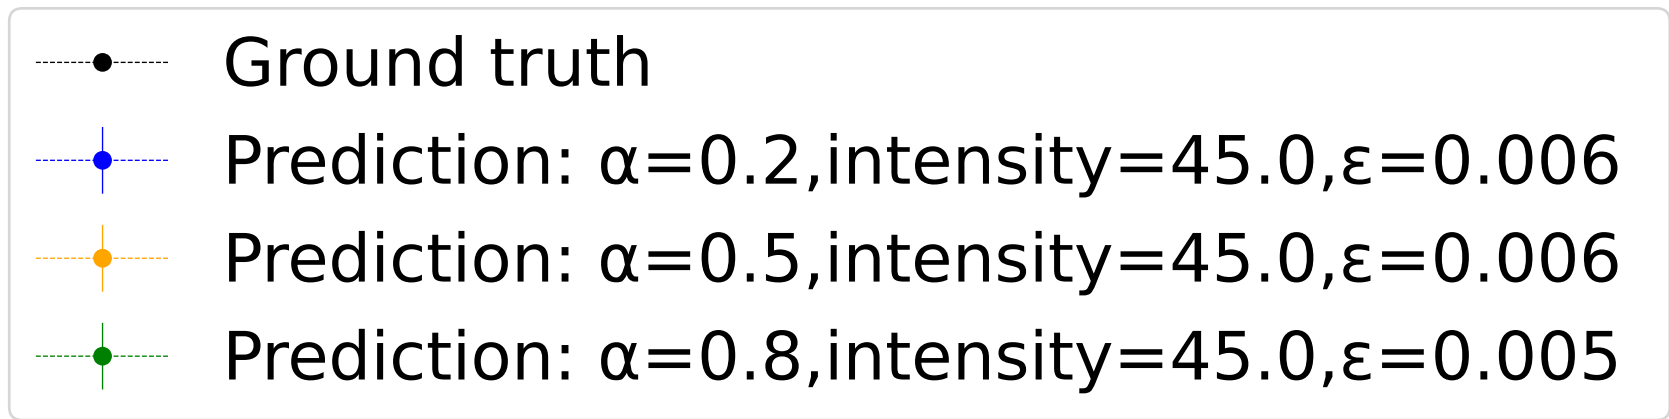 Ground truth
Prediction: α=0.2,intensity=45.0,ε=0.006
Prediction: α=0.5,intensity=45.0,ε=0.006
Prediction: α=0.8,intensity=45.0,ε=0.005